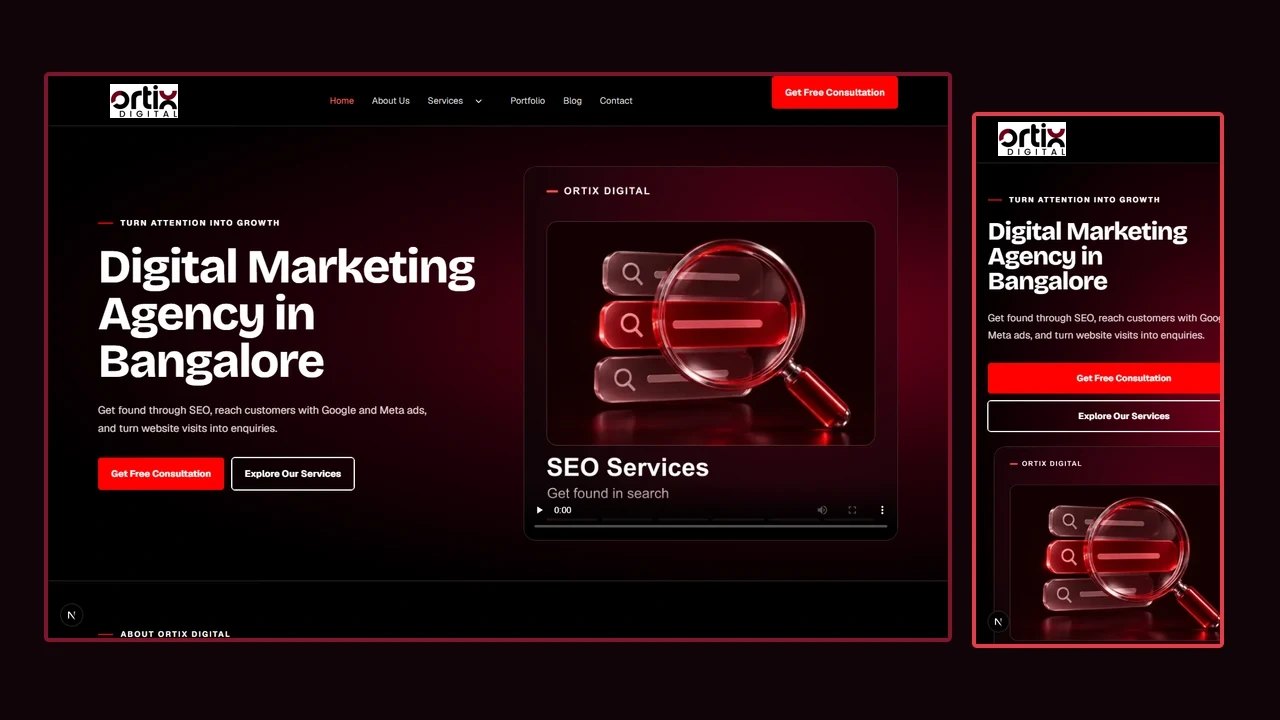 ortix
DIGITAL
Home About Us Services Portfolio Blog Contact
Get Free Consultation
TURN ATTENTION INTO GROWTH
Digital Marketing
Agency in
Bangalore
Get found through SEO, reach customers with Google and Meta ads,
and turn website visits into enquiries.
Get Free Consultation Explore Our Services
ORTIX DIGITAL
SEO Services
Get found in search
0:00
N
ABOUT ORTIX DIGITAL
ortix
DIGITAL
TURN ATTENTION INTO GROWTH
Digital Marketing
Agency in
Bangalore
Get found through SEO, reach customers with Goog
Meta ads, and turn website visits into enquiries.
Get Free Consultation
Explore Our Services
ORTIX DIGITAL
N